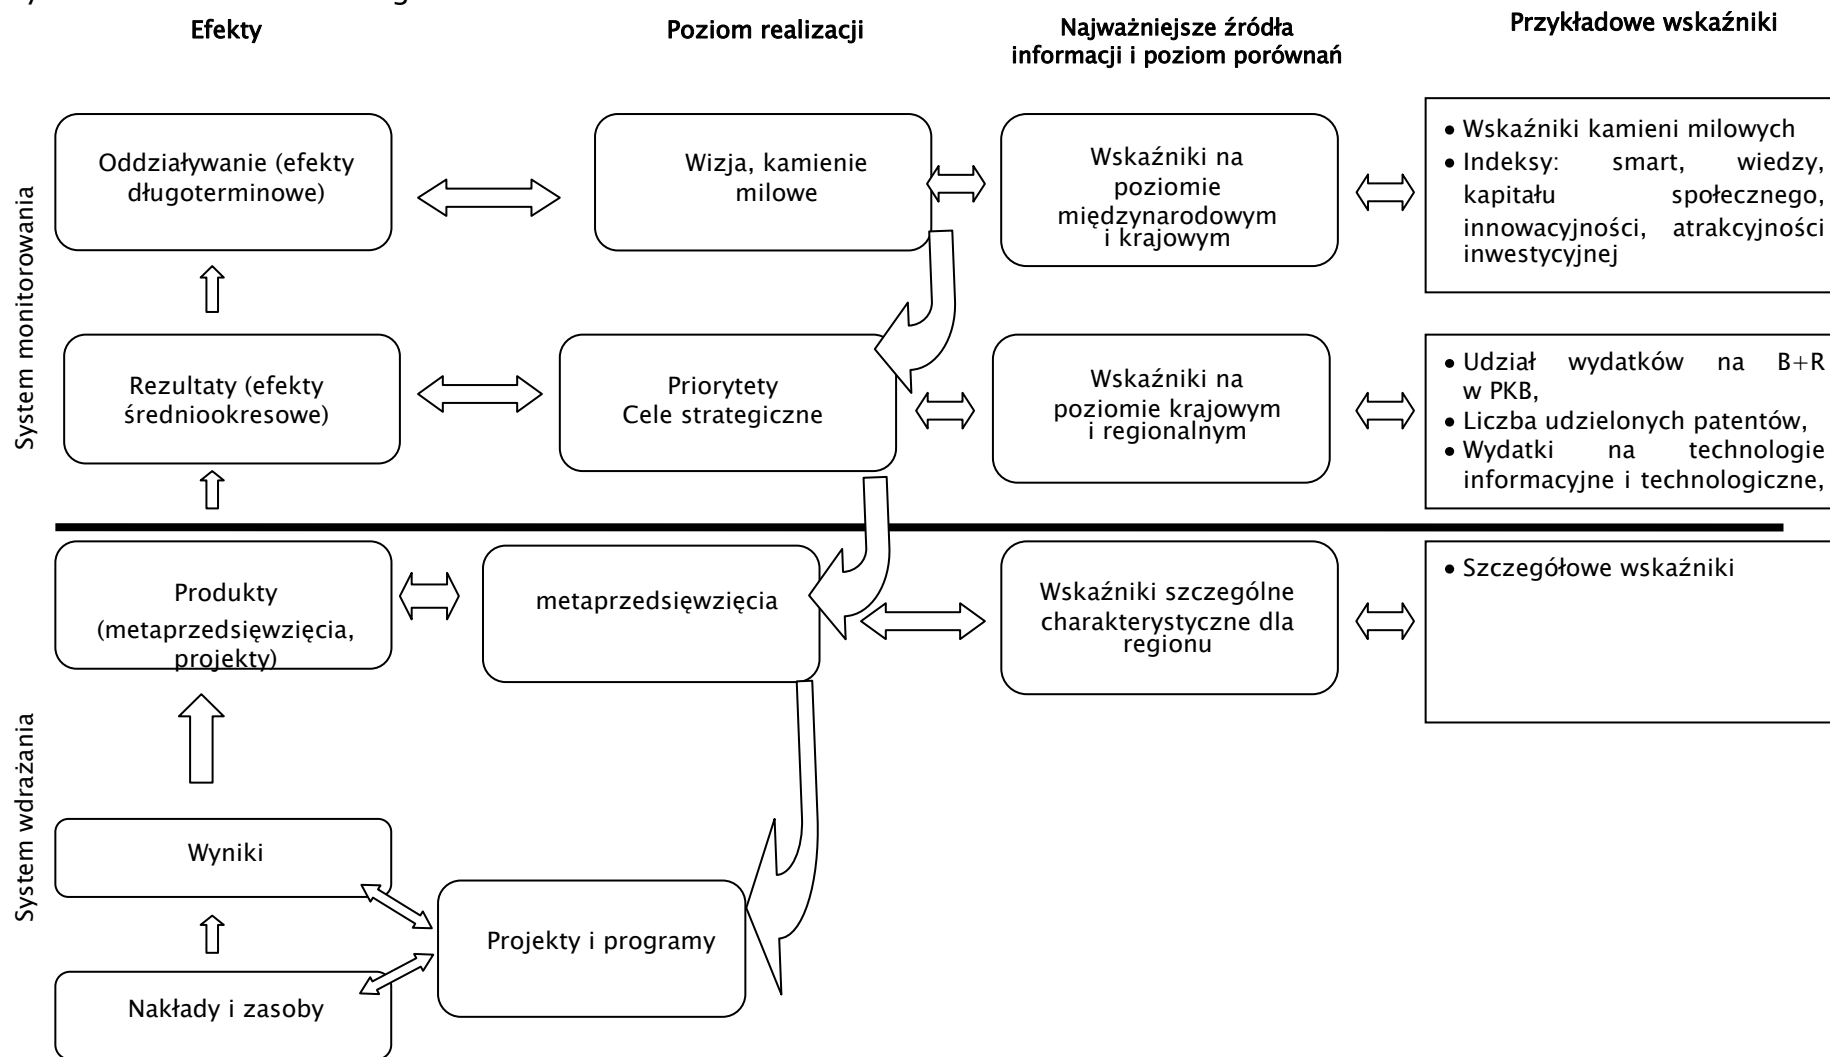 Efekty
Poziom realizacji
Najważniejsze źródła
informacji i poziom porównań
Przykładowe wskaźniki
System monitorowania
Oddziaływanie (efekty
długoterminowe)
Wizja, kamienie
milowe
Wskaźniki na
poziomie
międzynarodowym
i krajowym
• Wskaźniki kamieni milowych
• Indeksy: smart, wiedzy,
kapitału społecznego,
innowacyjności, atrakcyjności
inwestycyjnej
Rezultaty (efekty
średniookresowe)
Priorytety
Cele strategiczne
Wskaźniki na
poziomie krajowym
i regionalnym
• Udział wydatków na B+R
w PKB,
• Liczba udzielonych patentów,
• Wydatki na technologie
informacyjne i technologiczne,
System wdrażania
Produkty
(metaprzedsięwzięcia,
projekty)
metaprzedsięwzięcia
Wskaźniki szczególne
charakterystyczne dla
regionu
• Szczegółowe wskaźniki
Wyniki
Projekty i programy
Nakłady i zasoby